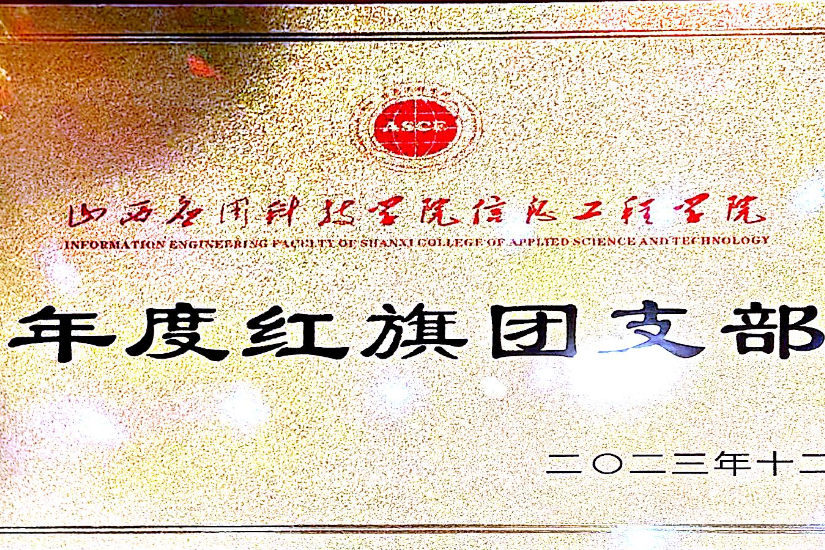 ASCE
山西应用科技学院信息工程学院
INFORMATION ENGINEERING FACULTY OF SHANXI COLLEGE OF APPLIED SCIENCE AND TECHNOLOGY
年度红旗团支部
二〇二三年十二